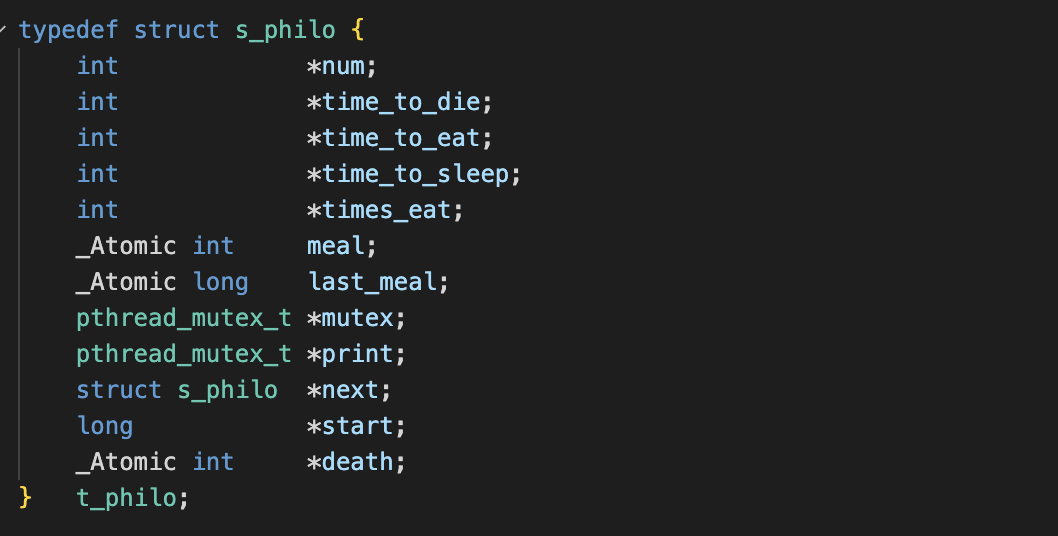 typedef struct s_philo {
    int            *num;
    int            *time_to_die;
    int            *time_to_eat;
    int            *time_to_sleep;
    int            *times_eat;
    _Atomic int    meal;
    _Atomic long    last_meal;
    pthread_mutex_t *mutex;
    pthread_mutex_t *print;
    struct s_philo  *next;
    long            *start;
    _Atomic int     *death;
}   t_philo;